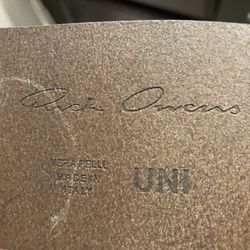 Rick Owens
VERA PELLE
MADE IN
ITALY
UNI